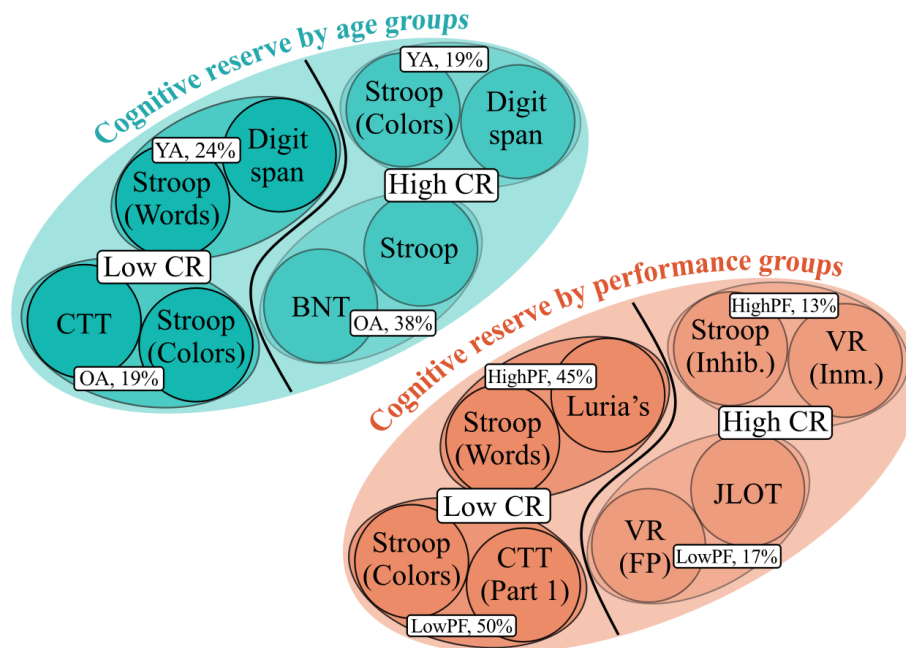 Cognitive reserve by age groups
YA, 19%
Stroop
(Colors)
Digit
span
YA, 24%
Digit
span
Stroop
(Words)
High CR
Stroop
BNT
OA, 38%
Low CR
CTT
Stroop
(Colors)
OA, 19%
Cognitive reserve by performance groups
HighPF, 13%
Stroop
(Inhib.)
VR
(Inm.)
HighPF, 45%
Luria’s
Stroop
(Words)
High CR
JLOT
VR
(FP)
LowPF, 17%
Low CR
Stroop
(Colors)
CTT
(Part 1)
LowPF, 50%